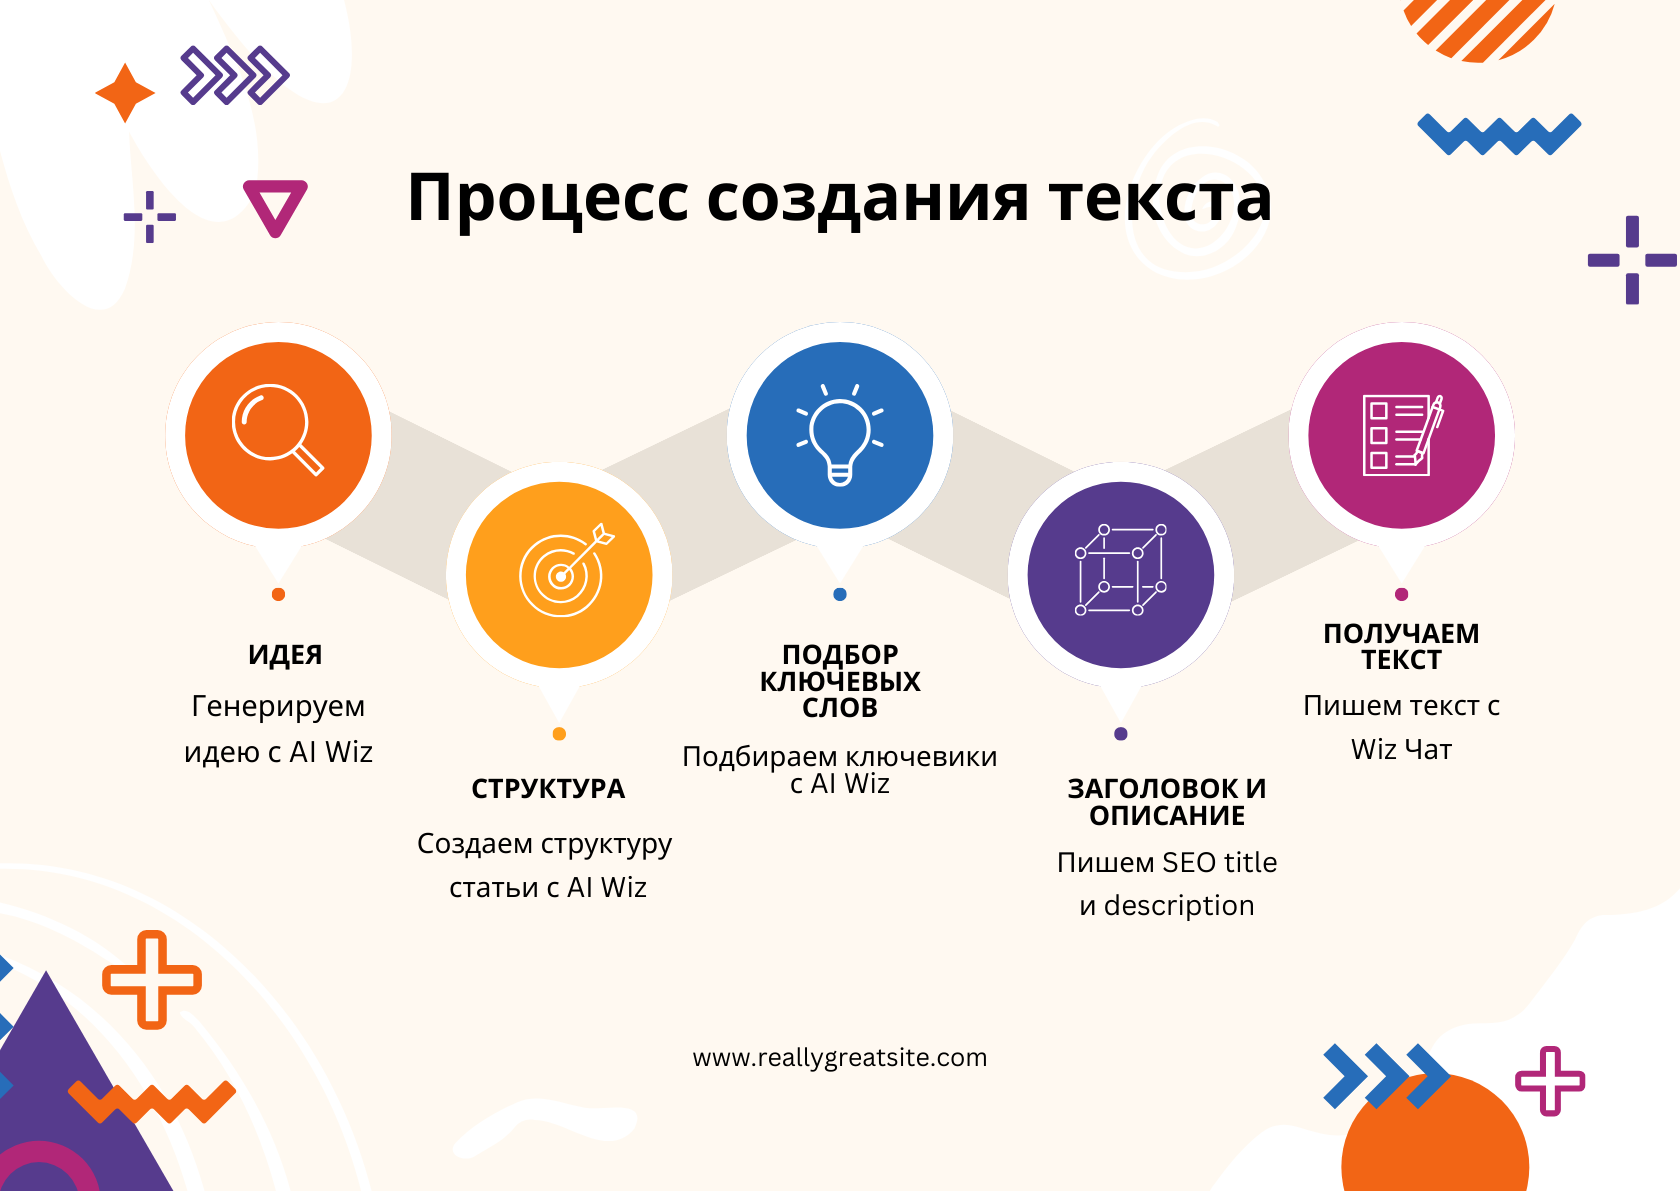 Процесс создания текста
ИДЕЯ
Генерируем
идею с AI Wiz
СТРУКТУРА
Создаем структуру
статьи с AI Wiz
ПОДБОР
КЛЮЧЕВЫХ
СЛОВ
Подбираем ключевики
с AI Wiz
ЗАГОЛОВОК И
ОПИСАНИЕ
Пишем SEO title
и description
ПОЛУЧАЕМ
ТЕКСТ
Пишем текст с
Wiz Чат
www.reallygreatsite.com